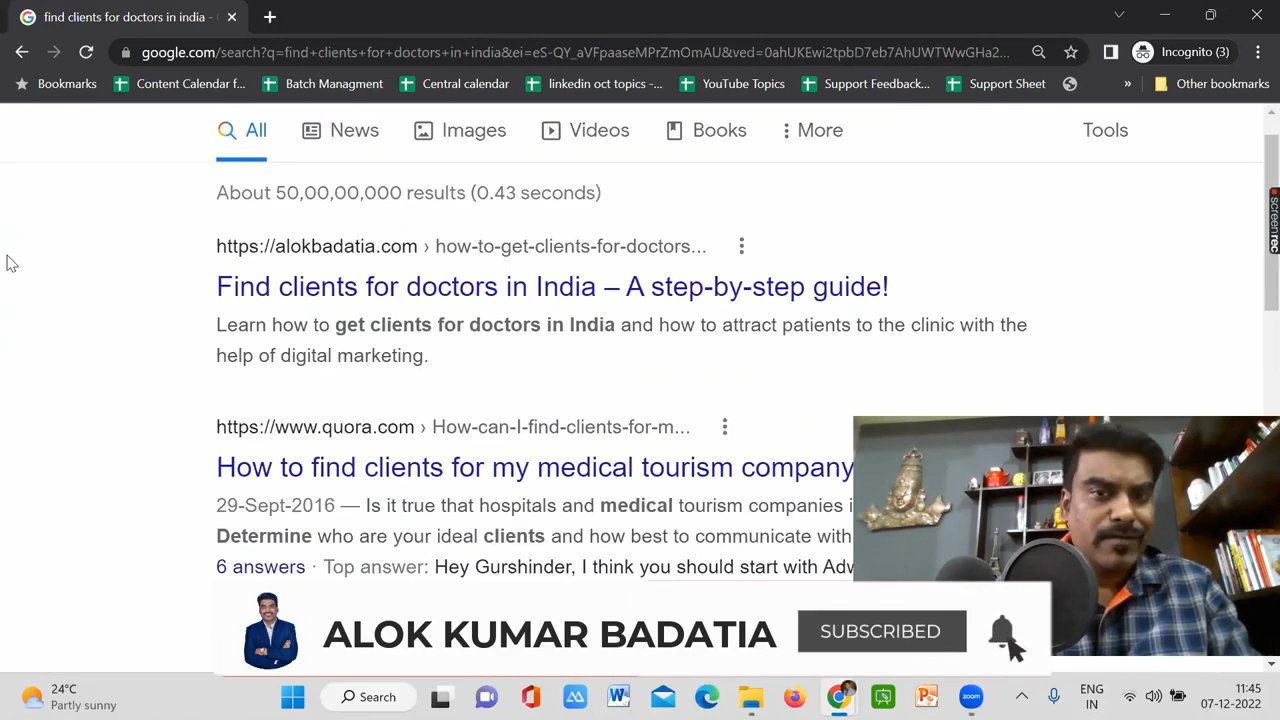 find clients for doctors in india -
google.com/search?q=find+clients+for+doctors+in+india&ei=eS-QY_aVFpaaseMPrZmOmAU&ved=0ahUKEwi2tpbD7eb7AhUWTWwGHa2...
Incognito (3)
Bookmarks
Content Calendar f...
Batch Managment
Central calendar
linkedin oct topics -...
YouTube Topics
Support Feedback...
Support Sheet
»
Other bookmarks
All
News
Images
Videos
Books
More
Tools
About 50,00,00,000 results (0.43 seconds)
https://alokbadatia.com › how-to-get-clients-for-doctors...
Find clients for doctors in India – A step-by-step guide!
Learn how to get clients for doctors in India and how to attract patients to the clinic with the
help of digital marketing.
https://www.quora.com › How-can-I-find-clients-for-m...
How to find clients for my medical tourism company
29-Sept-2016 — Is it true that hospitals and medical tourism companies i
Determine who are your ideal clients and how best to communicate with
6 answers · Top answer: Hey Gurshinder, I think you should start with Adw
screenrec
ALOK KUMAR BADATIA
SUBSCRIBED
24°C
Partly sunny
Search
zoom
ENG
IN
11:45
07-12-2022